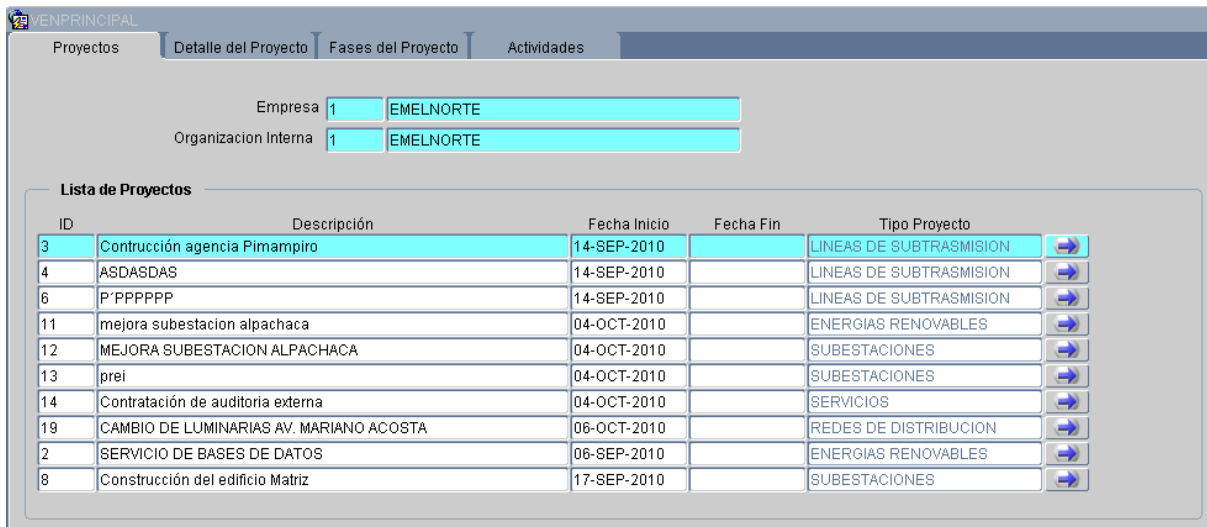 VENPRINCIPAL
Proyectos Detalle del Proyecto Fases del Proyecto Actividades
Empresa 1 EMELNORTE
Organizacion Interna 1 EMELNORTE
Lista de Proyectos
ID Descripción Fecha Inicio Fecha Fin Tipo Proyecto
3 Contrucción agencia Pimampiro 14-SEP-2010 LINEAS DE SUBTRASMISION
4 ASDASDAS 14-SEP-2010 LINEAS DE SUBTRASMISION
6 P´PPPPPP 14-SEP-2010 LINEAS DE SUBTRASMISION
11 mejora subestacion alpachaca 04-OCT-2010 ENERGIAS RENOVABLES
12 MEJORA SUBESTACION ALPACHACA 04-OCT-2010 SUBESTACIONES
13 prei 04-OCT-2010 SUBESTACIONES
14 Contratación de auditoria externa 04-OCT-2010 SERVICIOS
19 CAMBIO DE LUMINARIAS AV. MARIANO ACOSTA 06-OCT-2010 REDES DE DISTRIBUCION
2 SERVICIO DE BASES DE DATOS 06-SEP-2010 ENERGIAS RENOVABLES
8 Construcción del edificio Matriz 17-SEP-2010 SUBESTACIONES